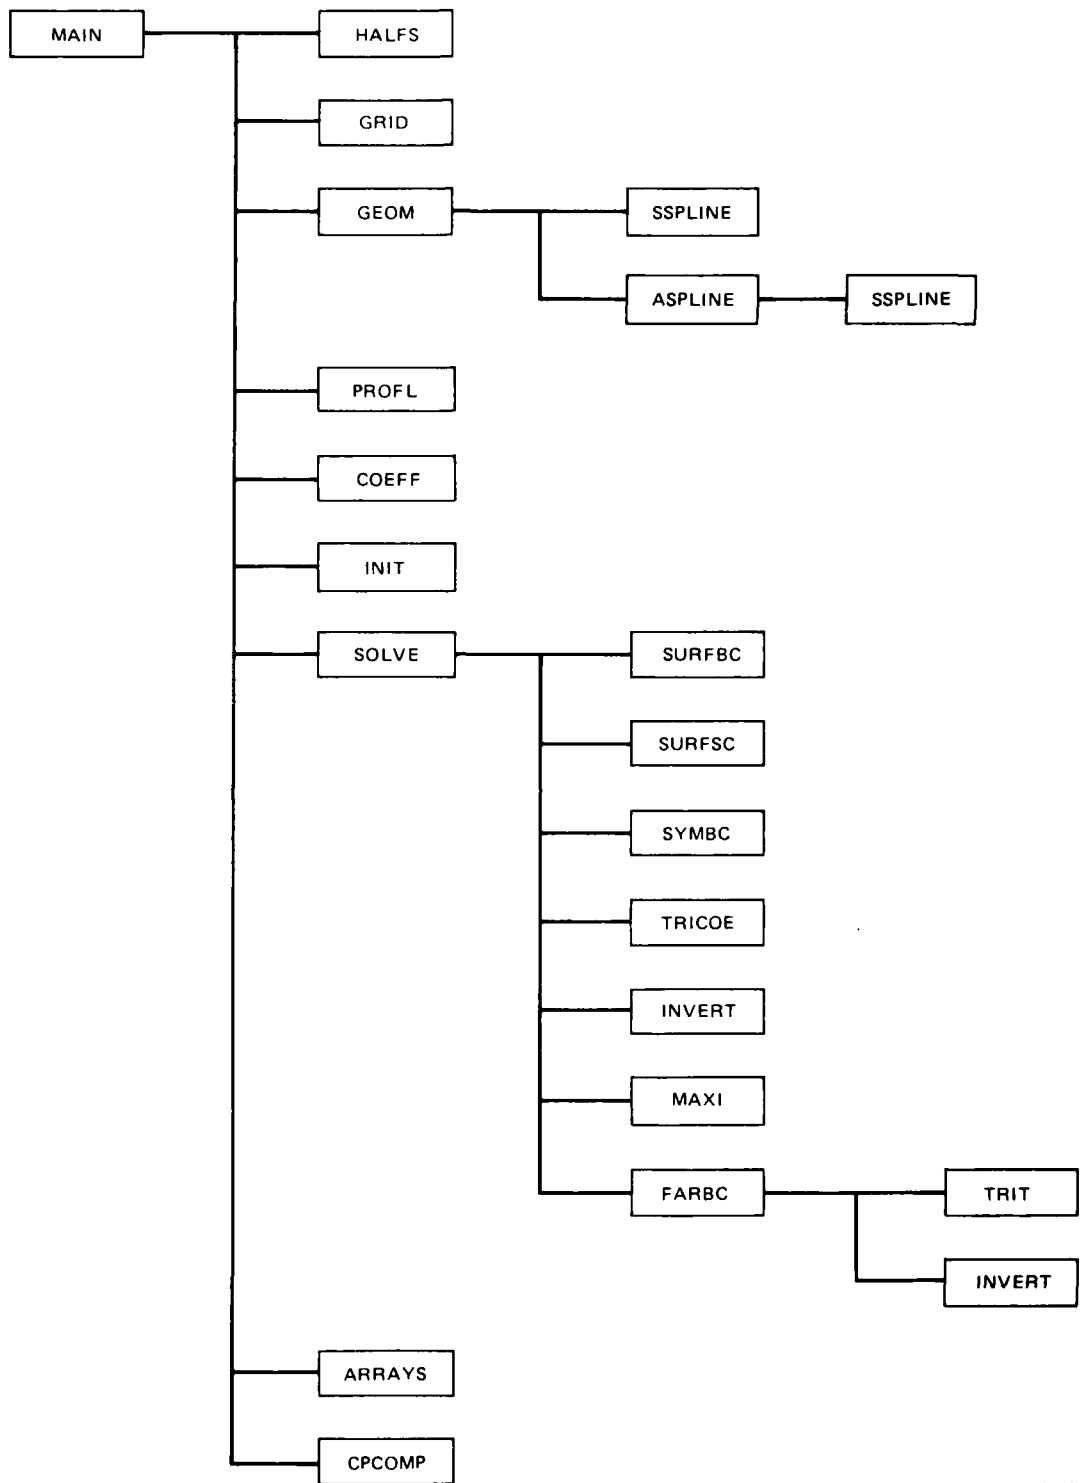 MAIN
HALFS
GRID
GEOM
SSPLINE
ASPLINE
SSPLINE
PROFL
COEFF
INIT
SOLVE
SURFBC
SURFSC
SYMBC
TRICOE
INVERT
MAXI
FARBC
TRIT
INVERT
ARRAYS
CPCOMP